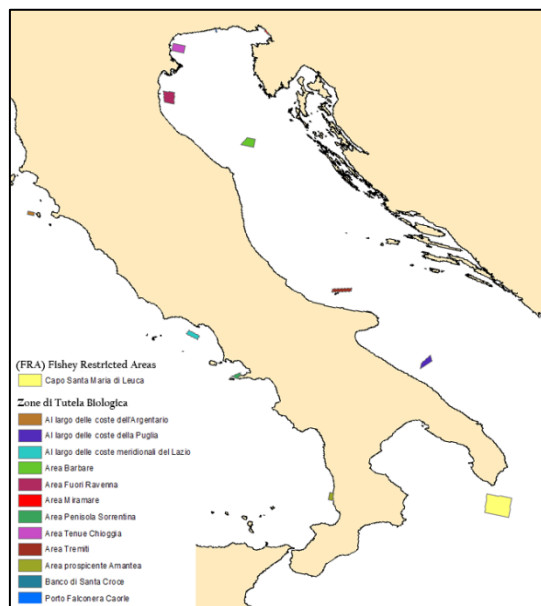 (FRA) Fishey Restricted Areas
Capo Santa Maria di Leuca
Zone di Tutela Biologica
Al largo delle coste dell'Argentario
Al largo delle coste della Puglia
Al largo delle coste meridionali del Lazio
Area Barbare
Area Fuori Ravenna
Area Miramare
Area Penisola Sorrentina
Area Tenue Chioggia
Area Tremiti
Area prospicente Amantea
Banco di Santa Croce
Porto Falconera Caorle